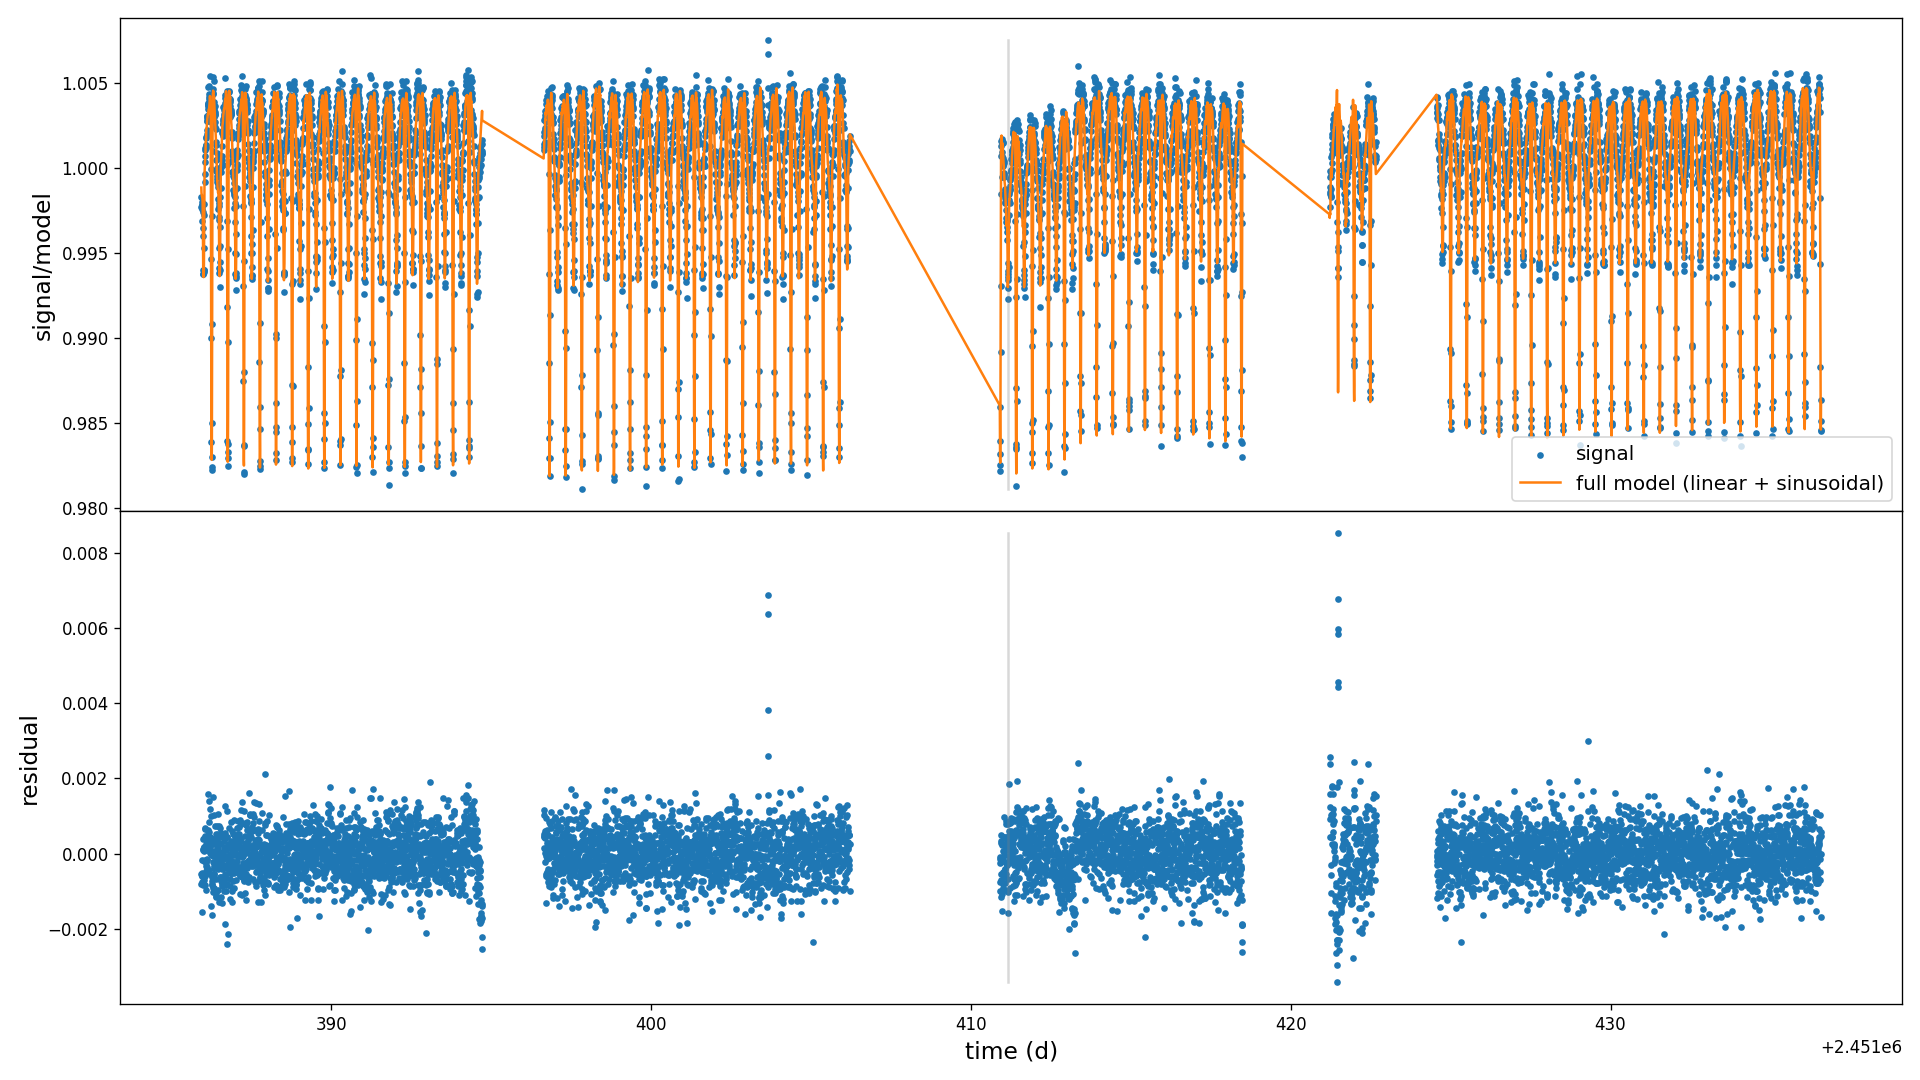 1.005
1.000
0.995
0.990
0.985
0.980
signal/model
signal
full model (linear + sinusoidal)
0.008
0.006
0.004
0.002
0.000
−0.002
residual
390
400
410
420
430
time (d)
+2.451e6